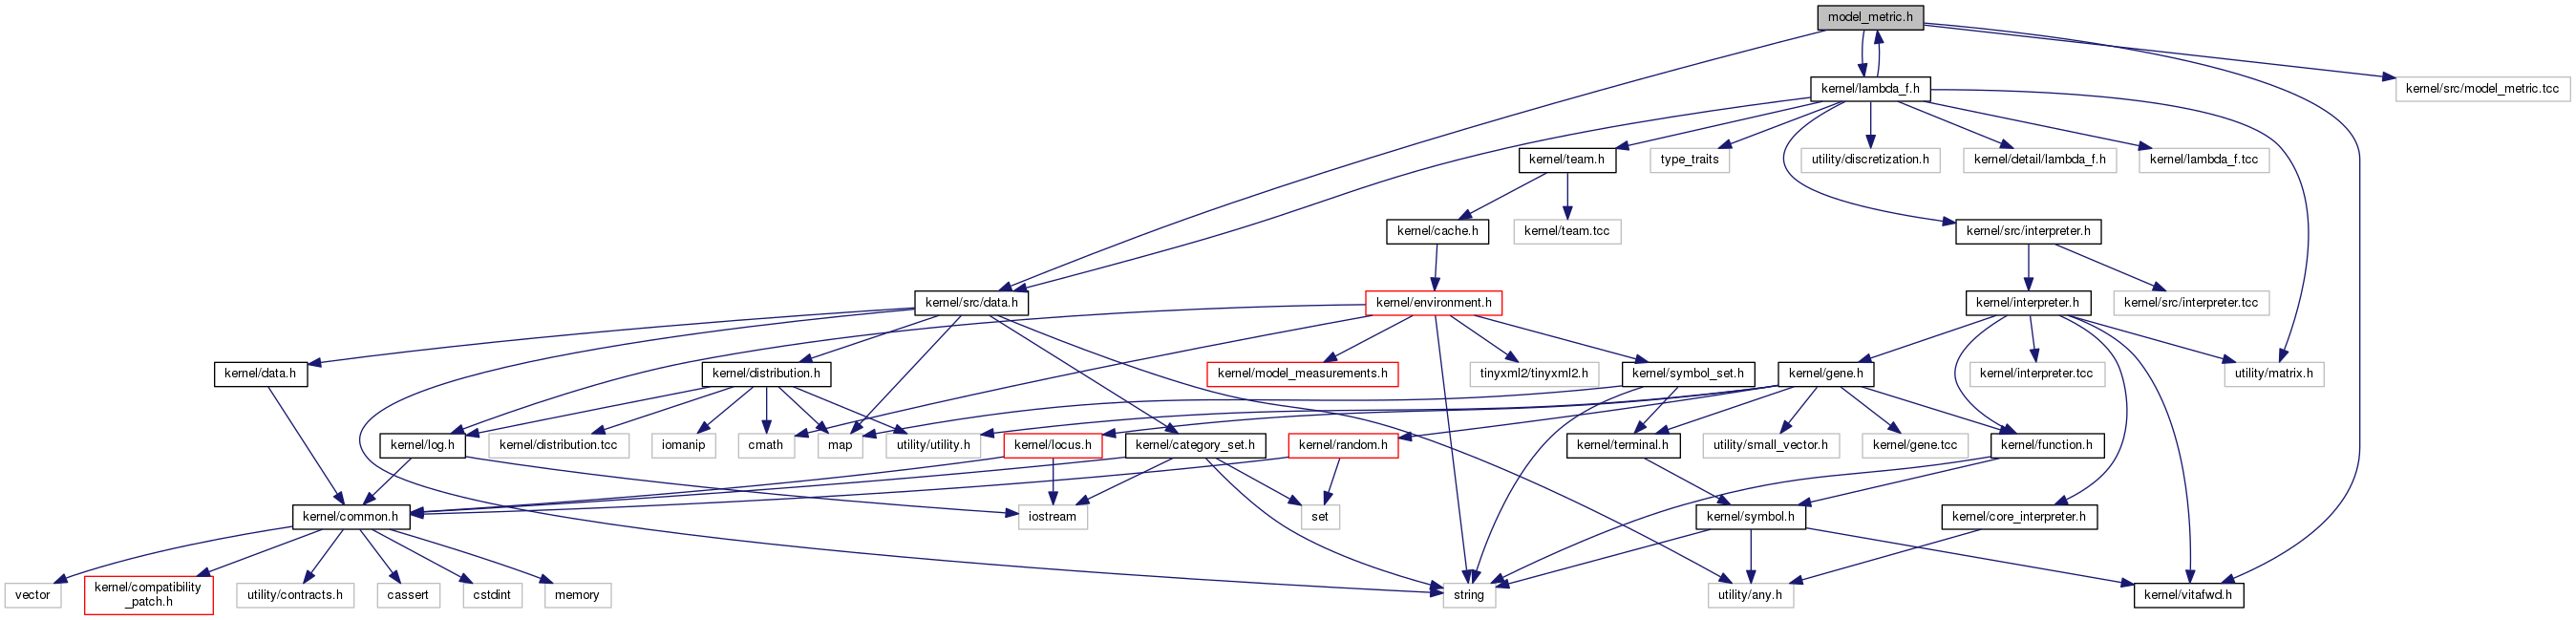 model_metric.h
kernel/lambda_f.h
kernel/src/model_metric.tcc
kernel/team.h
type_traits
utility/discretization.h
kernel/detail/lambda_f.h
kernel/lambda_f.tcc
kernel/cache.h
kernel/team.tcc
kernel/src/interpreter.h
kernel/src/data.h
kernel/environment.h
kernel/interpreter.h
kernel/src/interpreter.tcc
kernel/data.h
kernel/distribution.h
kernel/model_measurements.h
tinyxml2/tinyxml2.h
kernel/symbol_set.h
kernel/gene.h
kernel/interpreter.tcc
utility/matrix.h
kernel/log.h
kernel/distribution.tcc
iomanip
cmath
map
utility/utility.h
kernel/locus.h
kernel/category_set.h
kernel/random.h
kernel/terminal.h
utility/small_vector.h
kernel/gene.tcc
kernel/function.h
kernel/common.h
iostream
set
kernel/symbol.h
kernel/core_interpreter.h
vector
kernel/compatibility
_patch.h
utility/contracts.h
cassert
cstdint
memory
string
utility/any.h
kernel/vitafwd.h